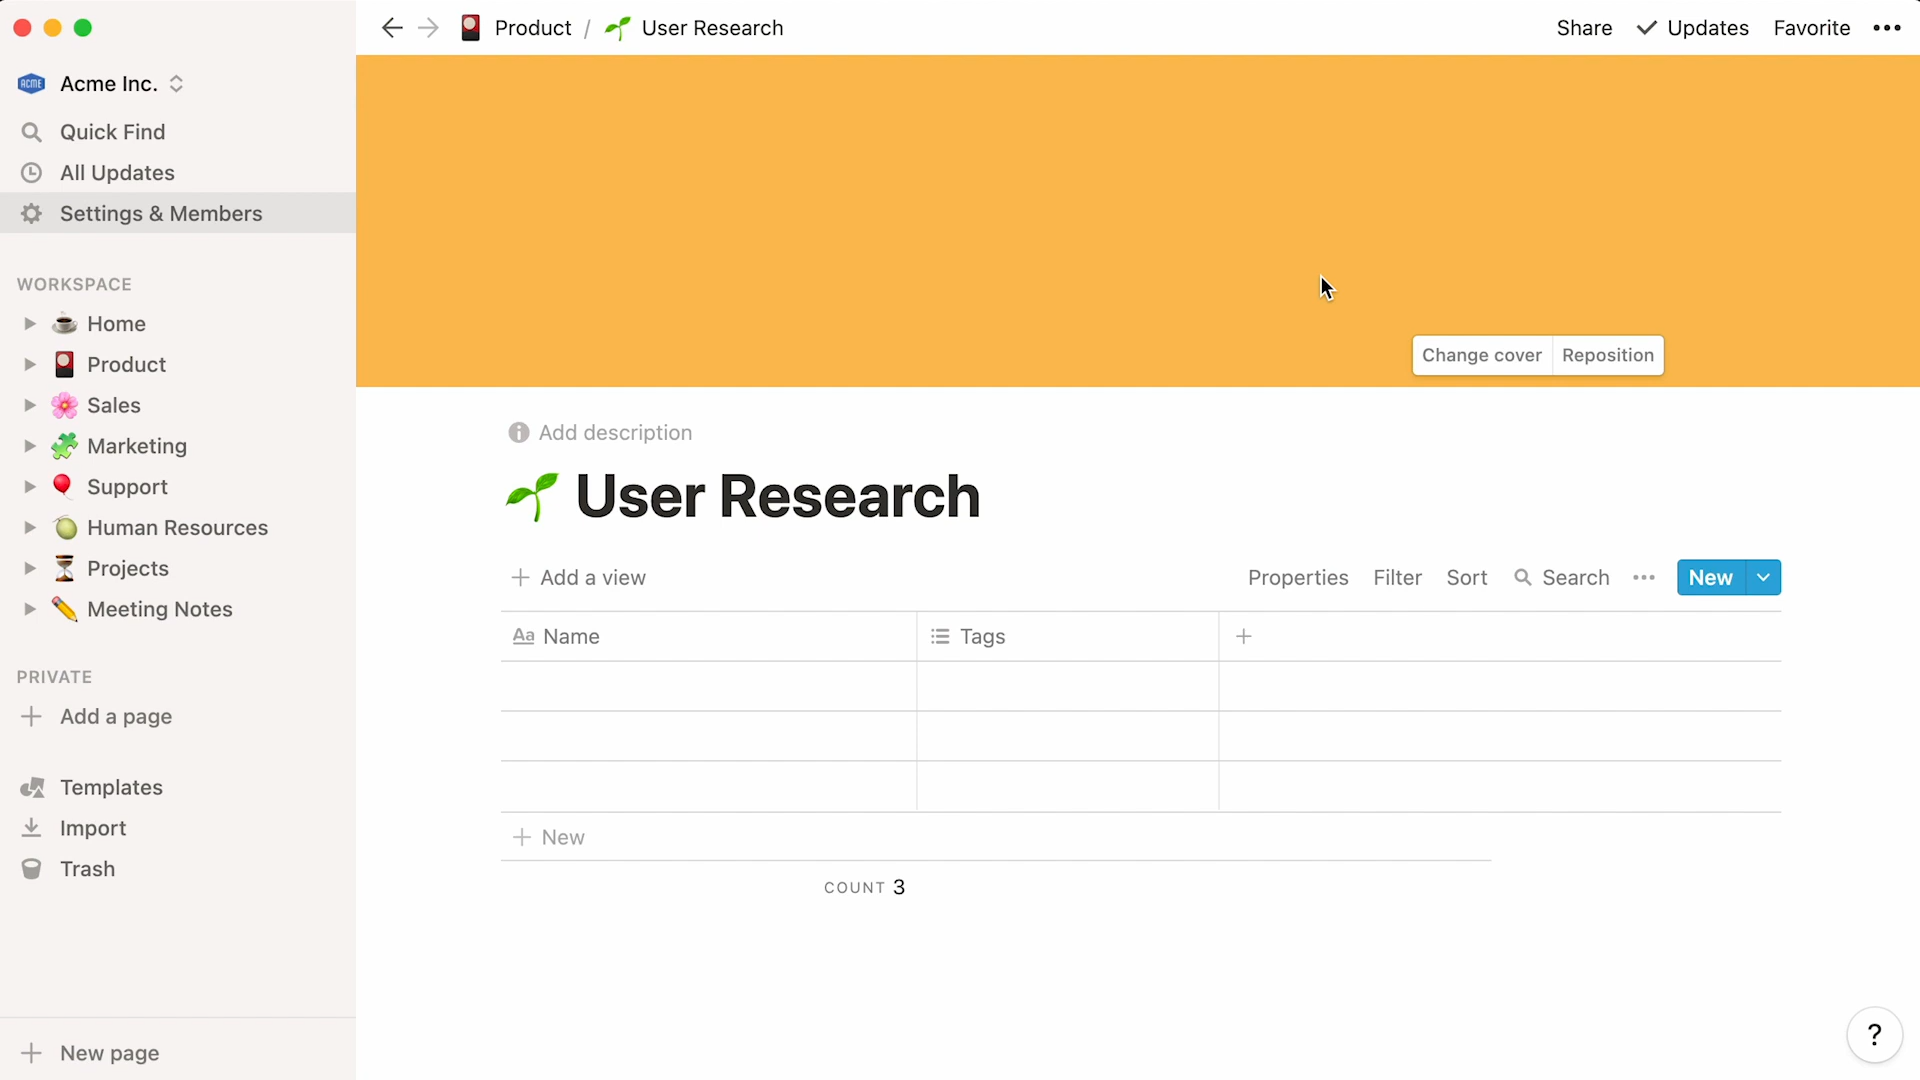 Product / User Research
Share Updates Favorite
ACME Acme Inc.
Quick Find
All Updates
Settings & Members
WORKSPACE
Home
Product
Sales
Marketing
Support
Human Resources
Projects
Meeting Notes
PRIVATE
Add a page
Templates
Import
Trash
New page
Change cover Reposition
Add description
User Research
Add a view
Properties Filter Sort Search New
Aa Name Tags
New
COUNT 3
?